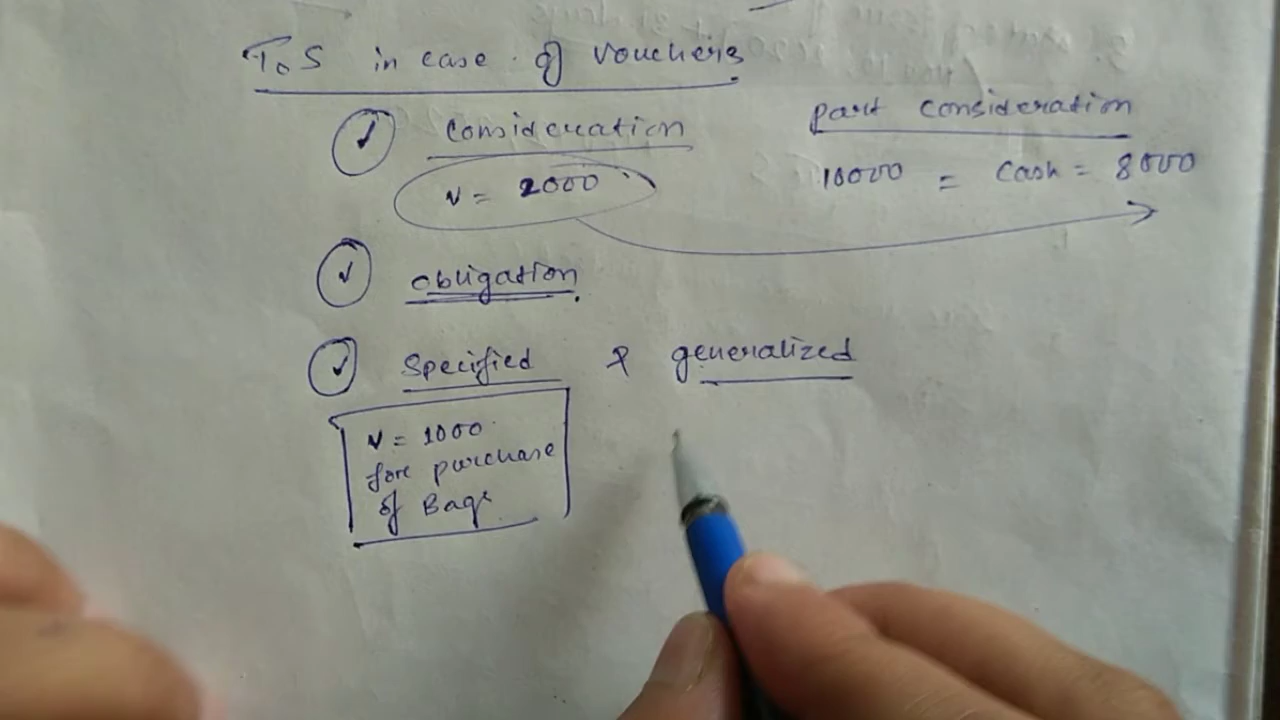 ToS in case of vouchers
Consideration
V = 2000
Part consideration
10000 = Cash = 8000
obligation
Specified & generalized
V = 1000
for purchase
of Bags